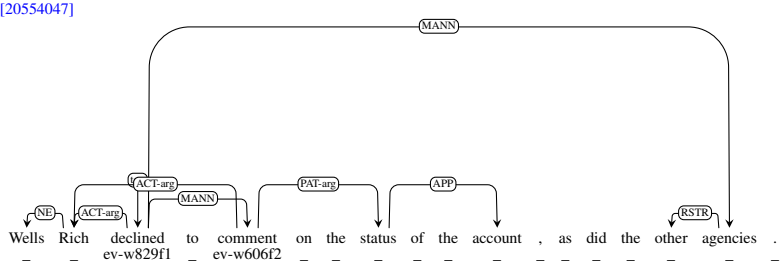 [20554047]
MANN
ACT-arg PAT-arg APP
MANN
NE ACT-arg RSTR
Wells Rich declined to comment on the status of the account , as did the other agencies .
ev-w829f1 ev-w606f2
_ _ _ _ _ _ _ _ _ _ _ _ _ _ _ _ _